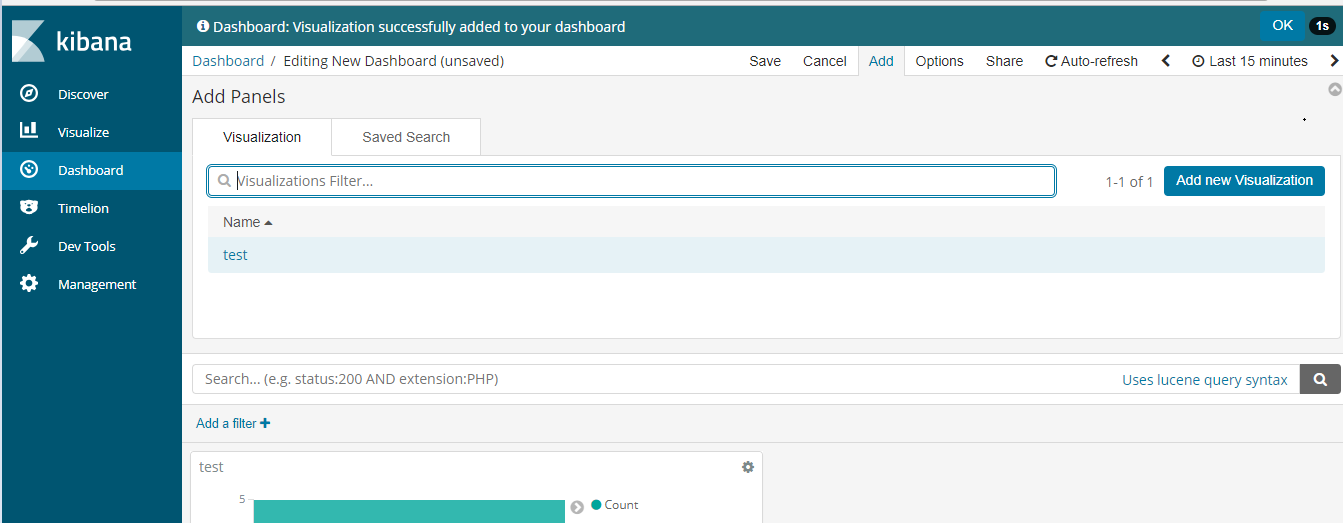 kibana
Discover
Visualize
Dashboard
Timelion
Dev Tools
Management
Dashboard: Visualization successfully added to your dashboard OK 1s
Dashboard / Editing New Dashboard (unsaved) Save Cancel Add Options Share Auto-refresh Last 15 minutes
Add Panels
Visualization Saved Search
Visualizations Filter... 1-1 of 1 Add new Visualization
Name
test
Search... (e.g. status:200 AND extension:PHP) Uses lucene query syntax
Add a filter
test
5 Count